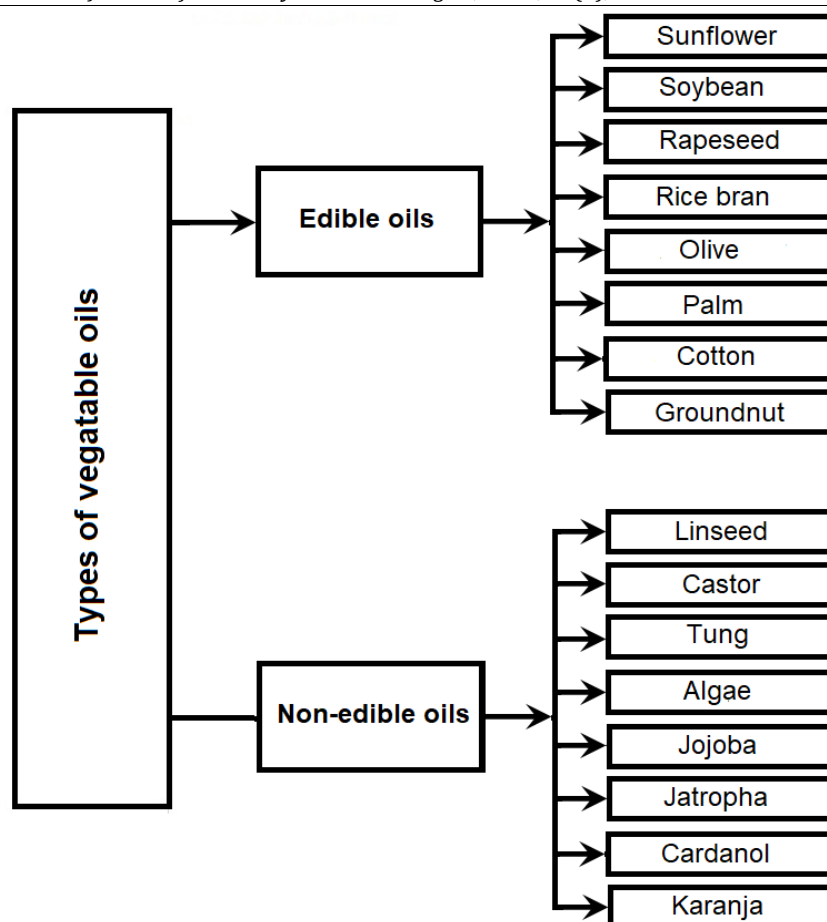 Types of vegatable oils
Edible oils
Sunflower
Soybean
Rapeseed
Rice bran
Olive
Palm
Cotton
Groundnut
Non-edible oils
Linseed
Castor
Tung
Algae
Jojoba
Jatropha
Cardanol
Karanja